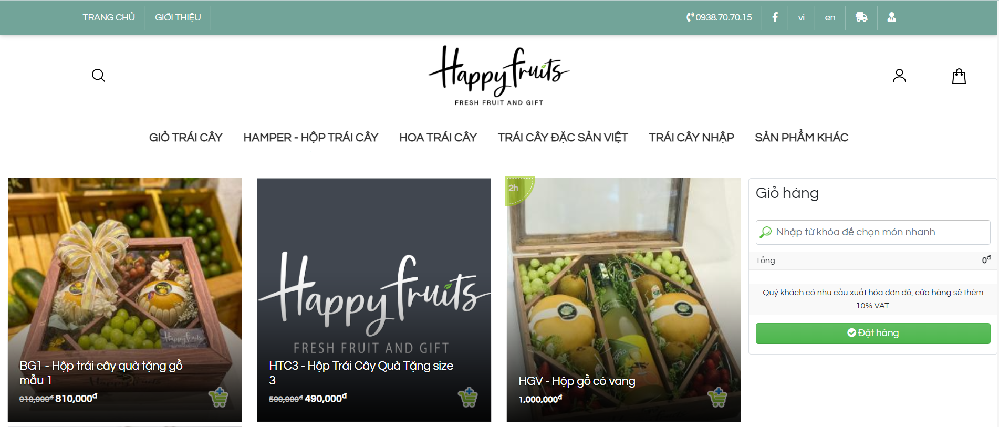 TRANG CHỦ
GIỚI THIỆU
0938.70.70.15
vi
en
Happy Fruits
FRESH FRUIT AND GIFT
GIỎ TRÁI CÂY
HAMPER - HỘP TRÁI CÂY
HOA TRÁI CÂY
TRÁI CÂY ĐẶC SẢN VIỆT
TRÁI CÂY NHẬP
SẢN PHẨM KHÁC
Happy Fruits
BG1 - Hộp trái cây quà tặng gỗ
mẫu 1
910,000đ 810,000đ
Happy Fruits
FRESH FRUIT AND GIFT
HTC3 - Hộp Trái Cây Quà Tặng size
3
500,000đ 490,000đ
2h
HGV - Hộp gỗ có vang
1,000,000đ
Giỏ hàng
Nhập từ khóa để chọn món nhanh
Tổng
0đ
Quý khách có nhu cầu xuất hóa đơn đỏ, cửa hàng sẽ thêm
10% VAT.
Đặt hàng